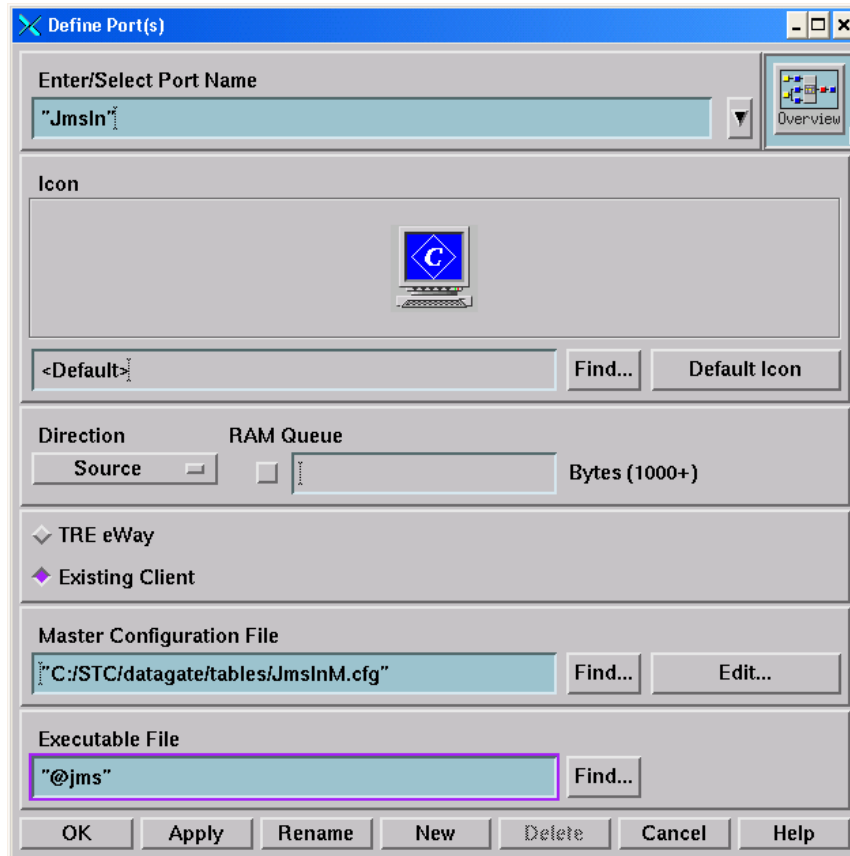 Define Port(s)
Enter/Select Port Name
"JmsIn"
Overview
Icon
C
<Default>
Find...
Default Icon
Direction
RAM Queue
Source
Bytes (1000+)
TRE eWay
Existing Client
Master Configuration File
"C:/STC/datagate/tables/JmsInM.cfg"
Find...
Edit...
Executable File
"@jms"
Find...
OK
Apply
Rename
New
Delete
Cancel
Help